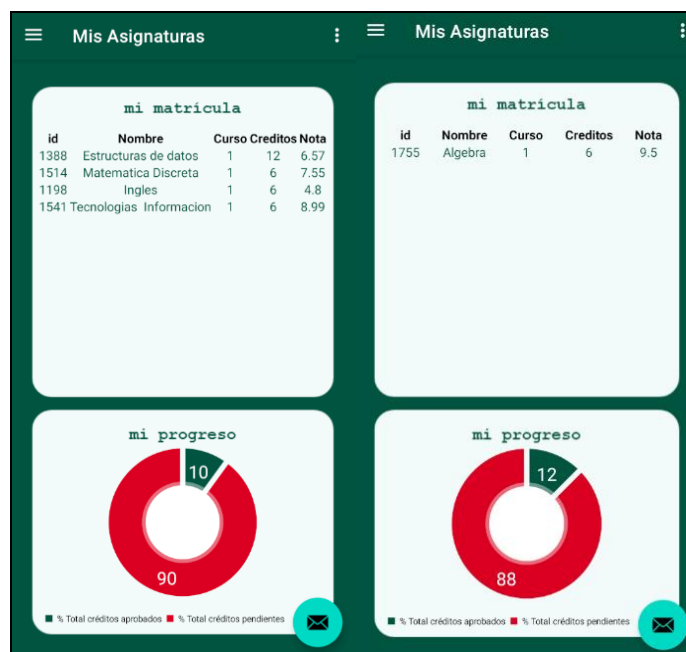 Mis Asignaturas
mi matrícula
id Nombre Curso Creditos Nota
1388 Estructuras de datos 1 12 6.57
1514 Matematica Discreta 1 6 7.55
1198 Ingles 1 6 4.8
1541 Tecnologias Informacion 1 6 8.99
mi progreso
10
90
% Total créditos aprobados % Total créditos pendientes
Mis Asignaturas
mi matrícula
id Nombre Curso Creditos Nota
1755 Algebra 1 6 9.5
mi progreso
12
88
% Total créditos aprobados % Total créditos pendientes